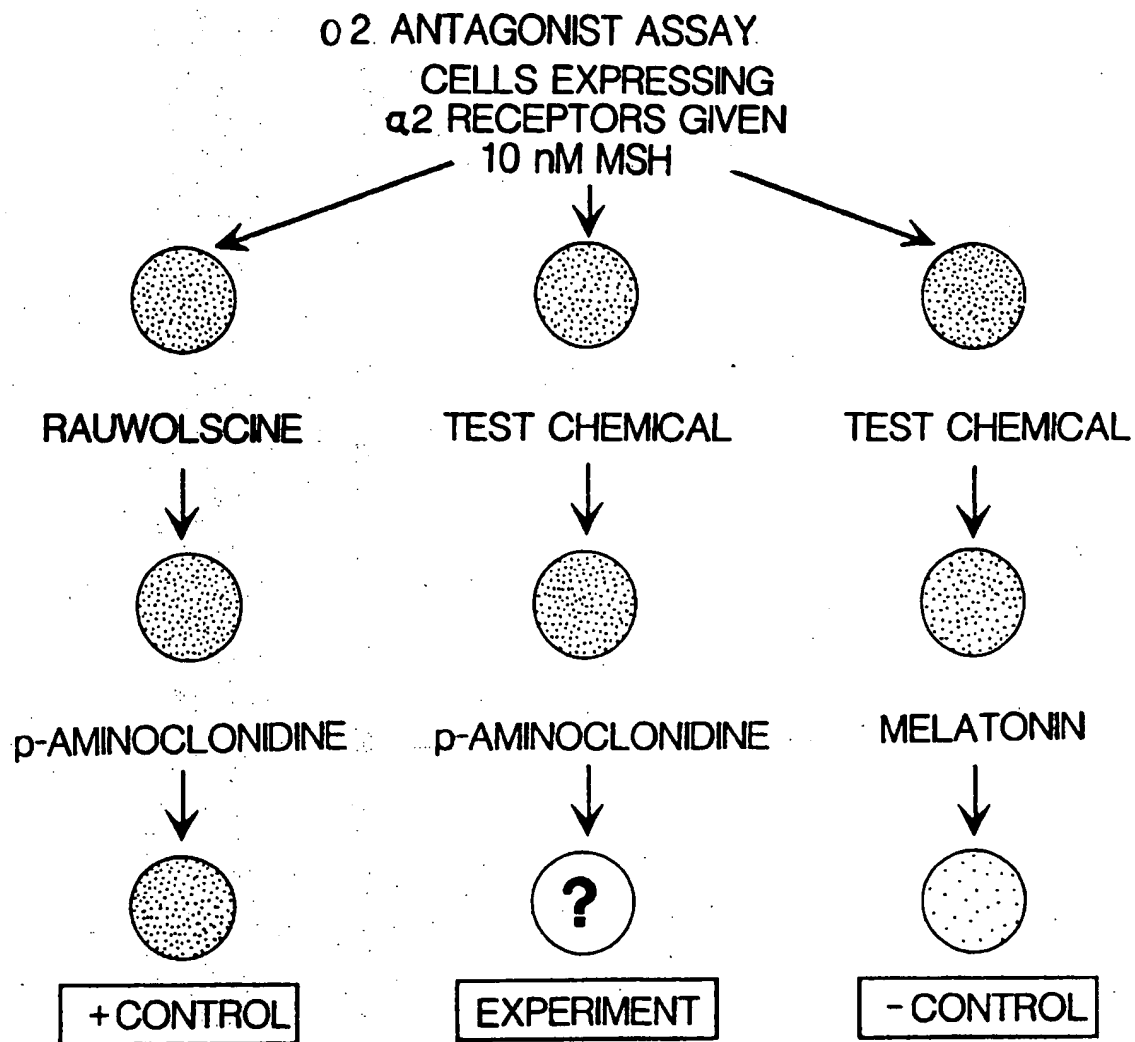 o2 ANTAGONIST ASSAY
CELLS EXPRESSING
α2 RECEPTORS GIVEN
10 nM MSH
RAUWOLSCINE TEST CHEMICAL TEST CHEMICAL
p-AMINOCLONIDINE p-AMINOCLONIDINE MELATONIN
?
+CONTROL EXPERIMENT -CONTROL